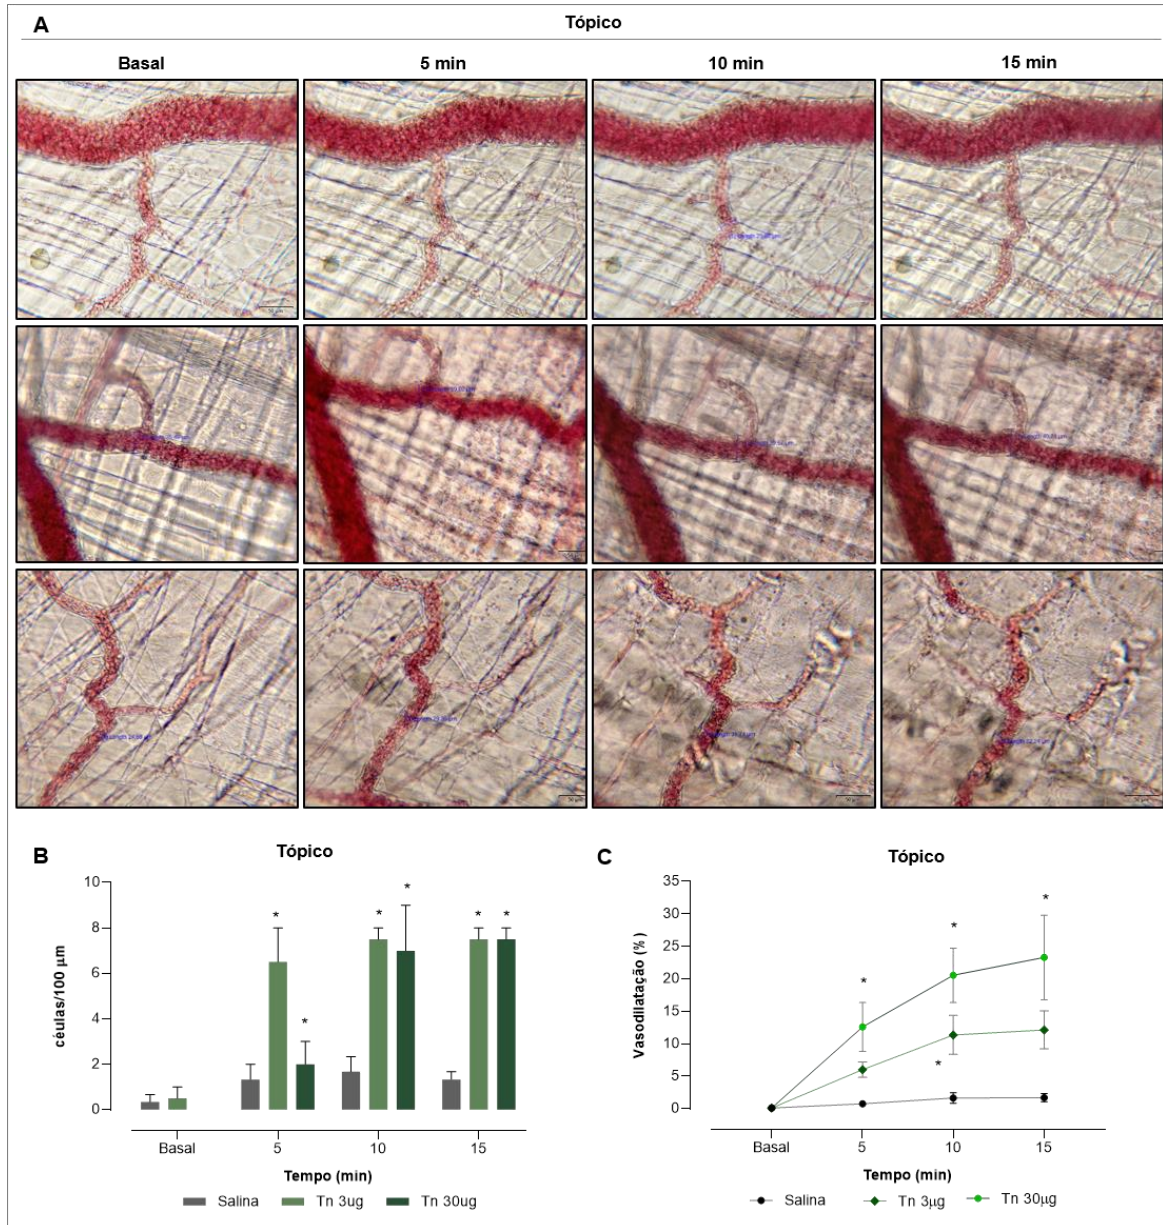 A
Tópico
Basal
5 min
10 min
15 min
B
Tópico
céulas/100 µm
10
8
6
4
2
0
*
*
*
*
*
*
Basal
5
10
15
Tempo (min)
Salina
Tn 3ug
Tn 30ug
C
Tópico
Vasodilatação (%)
35
30
25
20
15
10
5
0
*
*
*
*
Basal
5
10
15
Tempo (min)
Salina
Tn 3µg
Tn 30µg